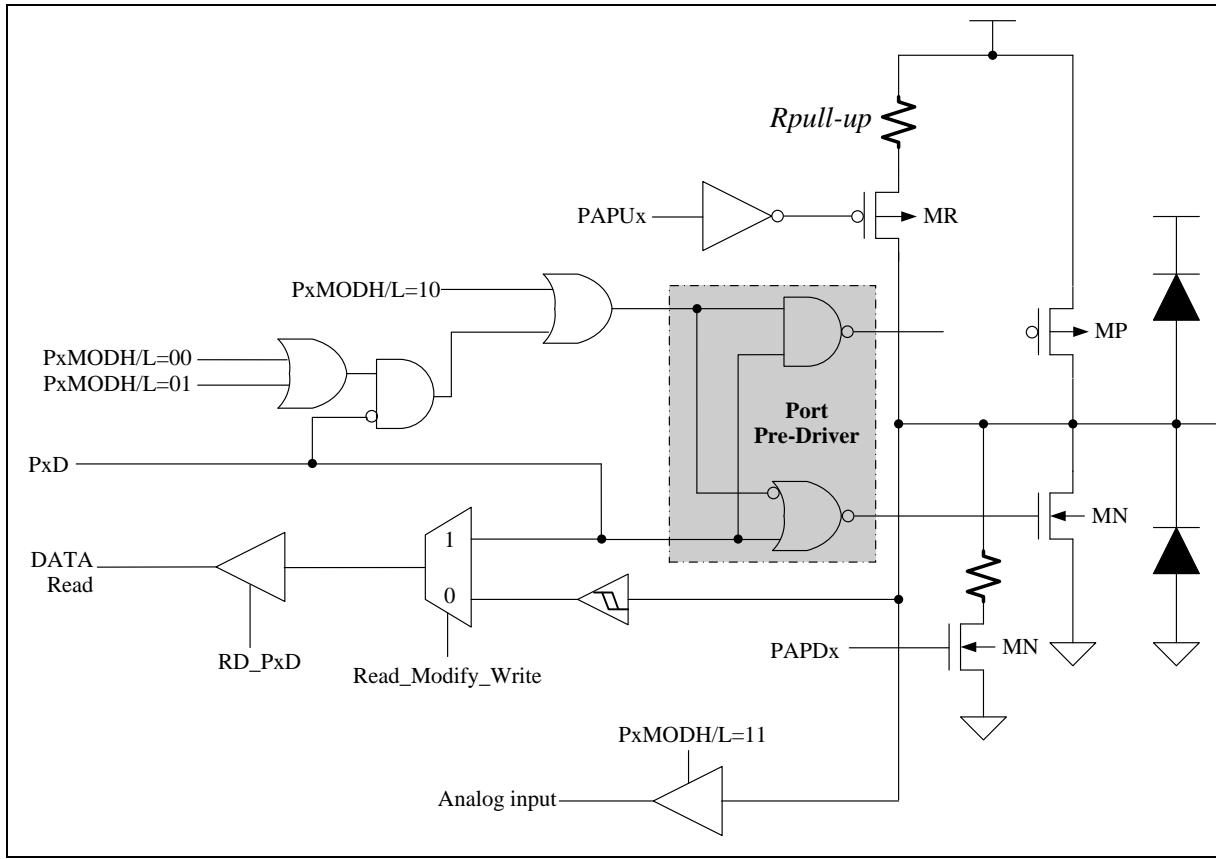 Rpull-up
PAPUx
MR
PxMODH/L=10
MP
PxMODH/L=00
PxMODH/L=01
Port
Pre-Driver
PxD
MN
1
DATA
Read
0
RD_PxD
Read_Modify_Write
PAPDx
MN
PxMODH/L=11
Analog input